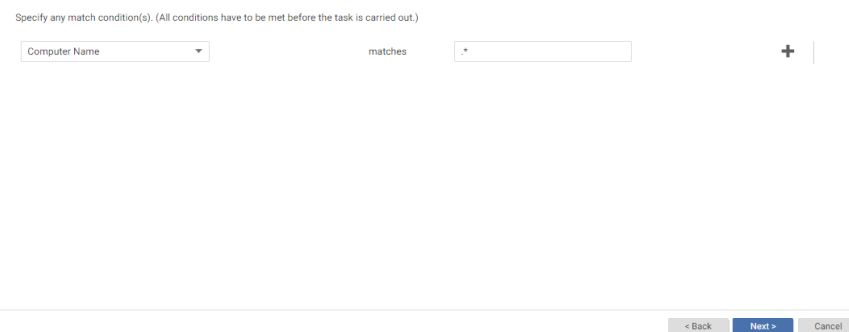 Specify any match condition(s). (All conditions have to be met before the task is carried out.)
Computer Name matches .*
< Back Next > Cancel